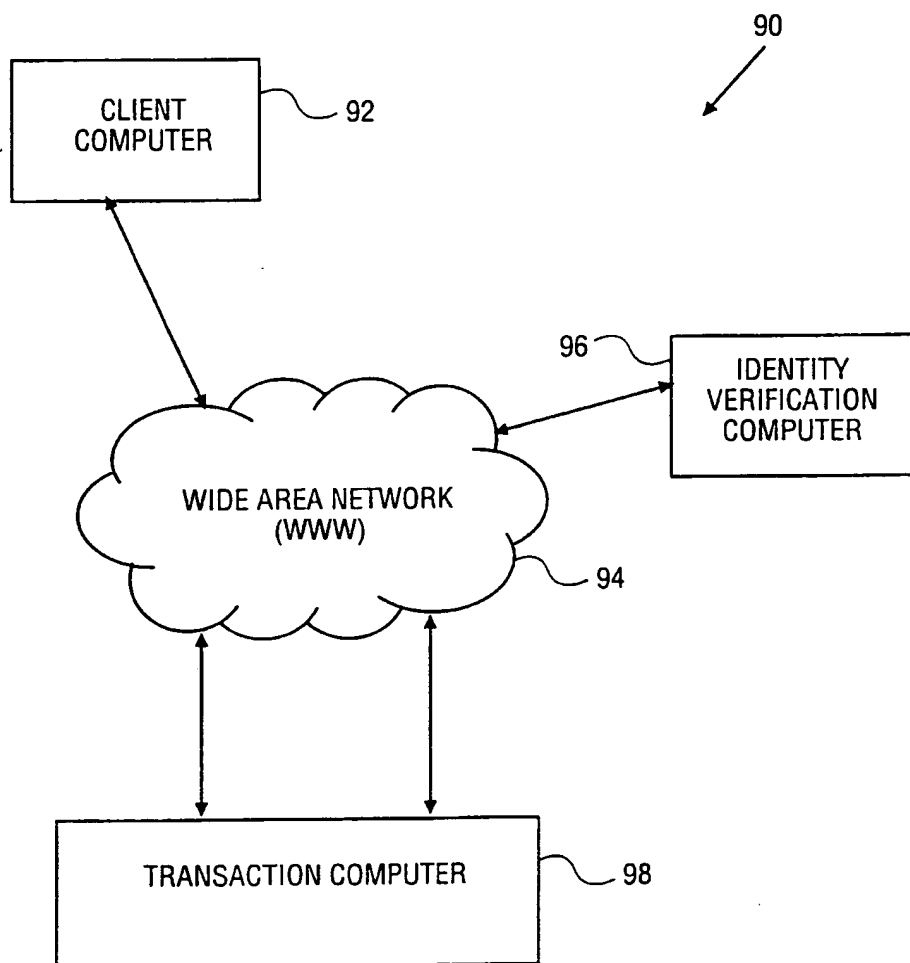 90
CLIENT
COMPUTER
92
96
IDENTITY
VERIFICATION
COMPUTER
WIDE AREA NETWORK
(WWW)
94
TRANSACTION COMPUTER
98